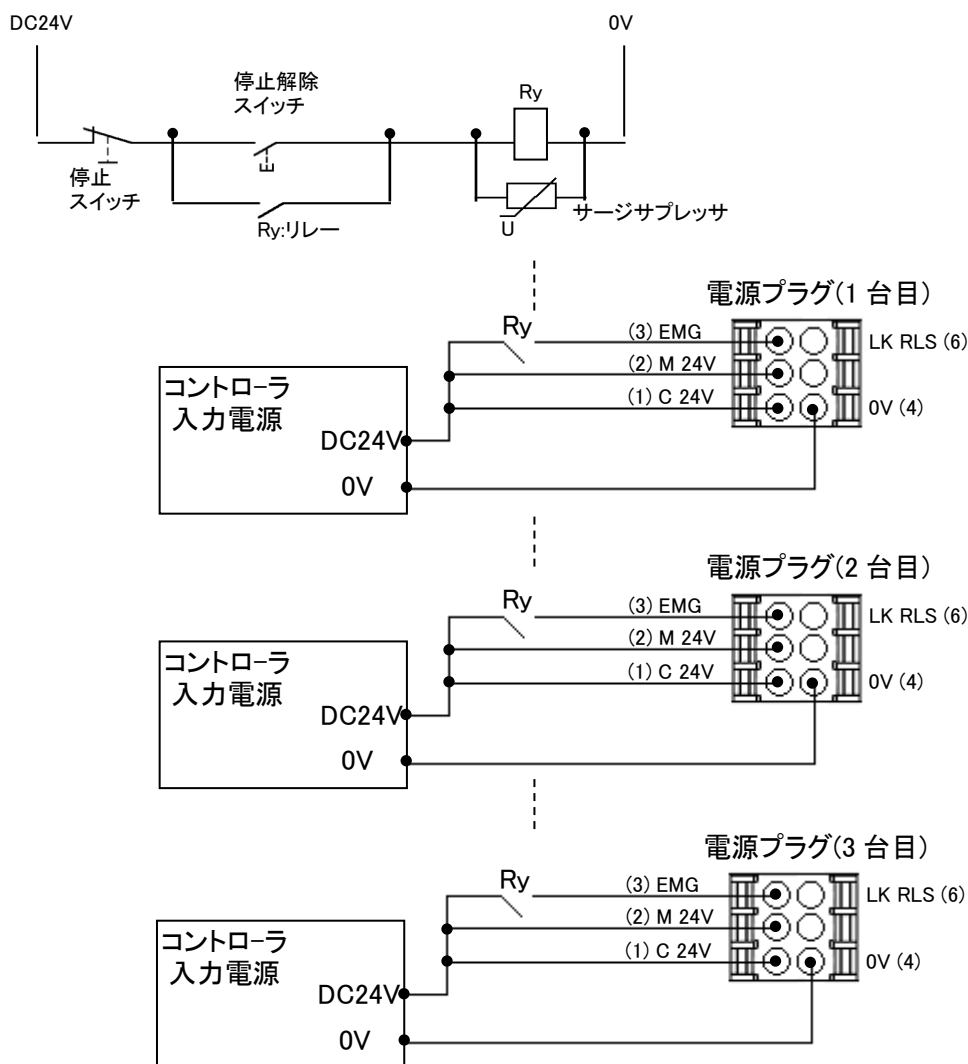 DC24V
0V
停止解除
スイッチ
Ry
停止
スイッチ
Ry:リレー
U
サージサプレッサ
電源プラグ(1 台目)
Ry
(3) EMG
LK RLS (6)
(2) M 24V
(1) C 24V
0V (4)
コントローラ
入力電源
DC24V
0V
電源プラグ(2 台目)
Ry
(3) EMG
LK RLS (6)
(2) M 24V
(1) C 24V
0V (4)
コントローラ
入力電源
DC24V
0V
電源プラグ(3 台目)
Ry
(3) EMG
LK RLS (6)
(2) M 24V
(1) C 24V
0V (4)
コントローラ
入力電源
DC24V
0V